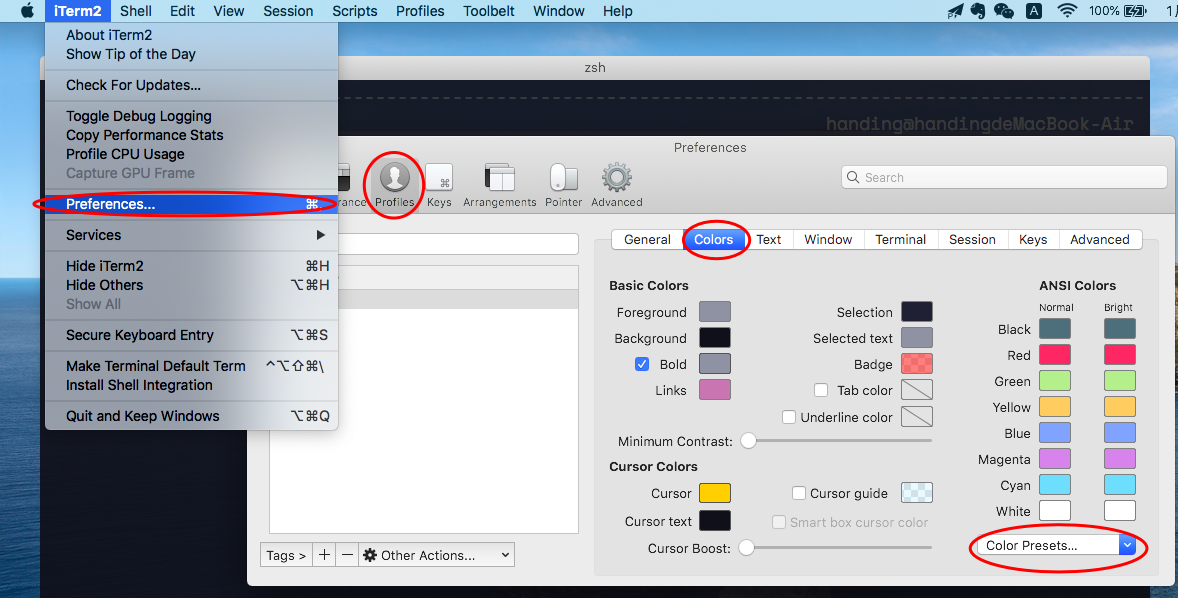 iTerm2 Shell Edit View Session Scripts Profiles Toolbelt Window Help A 100%
About iTerm2
Show Tip of the Day
Check For Updates...
Toggle Debug Logging
Copy Performance Stats
Profile CPU Usage
Capture GPU Frame
Preferences... ⌘
Services ▶
Hide iTerm2 ⌘H
Hide Others ⌥⌘H
Show All
Secure Keyboard Entry ⌥⌘S
Make Terminal Default Term ^⌥⇧⌘\
Install Shell Integration
Quit and Keep Windows ⌥⌘Q
zsh
handing@handingdeMacBook-Air
Preferences
rance Profiles Keys Arrangements Pointer Advanced
Search
General Colors Text Window Terminal Session Keys Advanced
Basic Colors
Foreground
Background
Bold
Links
Selection
Selected text
Badge
Tab color
Underline color
Minimum Contrast:
Cursor Colors
Cursor
Cursor text
Cursor guide
Smart box cursor color
Cursor Boost:
ANSI Colors
Normal Bright
Black
Red
Green
Yellow
Blue
Magenta
Cyan
White
Color Presets...
Tags > + − Other Actions...